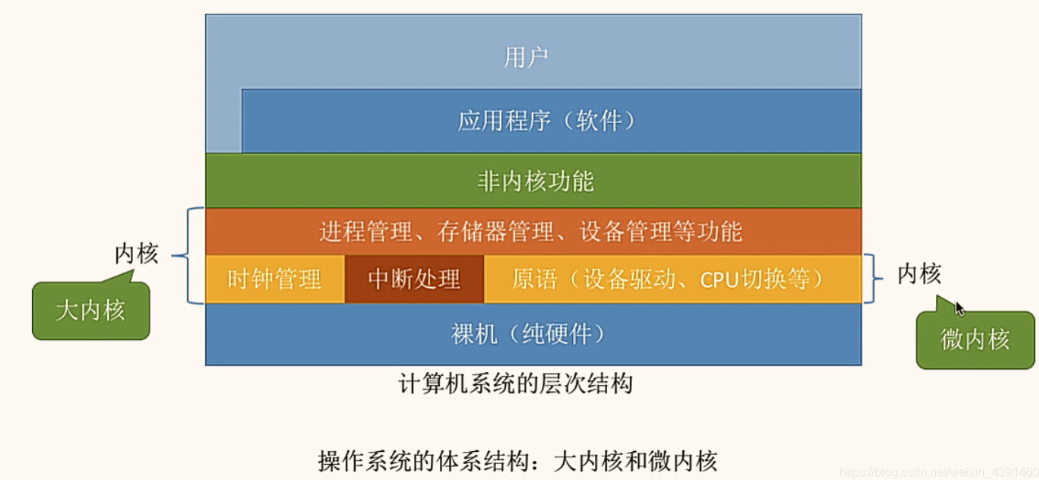 用户
应用程序（软件）
非内核功能
进程管理、存储器管理、设备管理等功能
内核
时钟管理 中断处理 原语（设备驱动、CPU切换等）
内核
大内核
裸机（纯硬件）
微内核
计算机系统的层次结构
操作系统的体系结构：大内核和微内核
https://blog.csdn.net/weixin_4391460